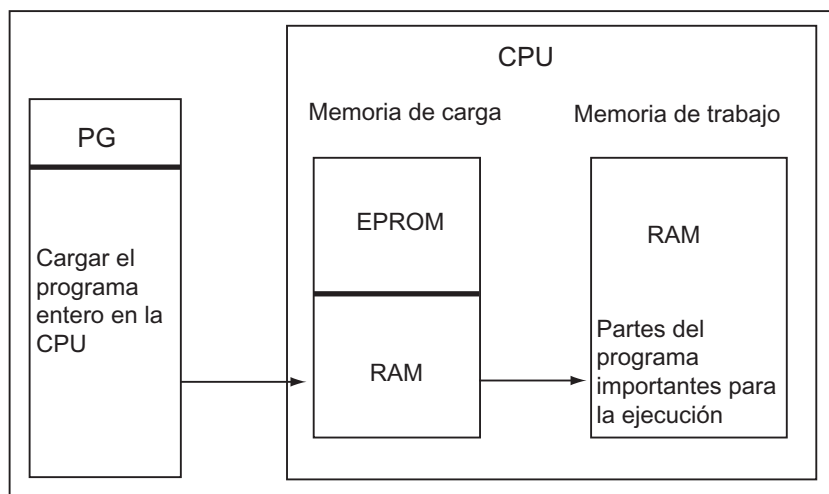 CPU
PG
Cargar el
programa
entero en la
CPU
Memoria de carga
EPROM
RAM
Memoria de trabajo
RAM
Partes del
programa
importantes para
la ejecución